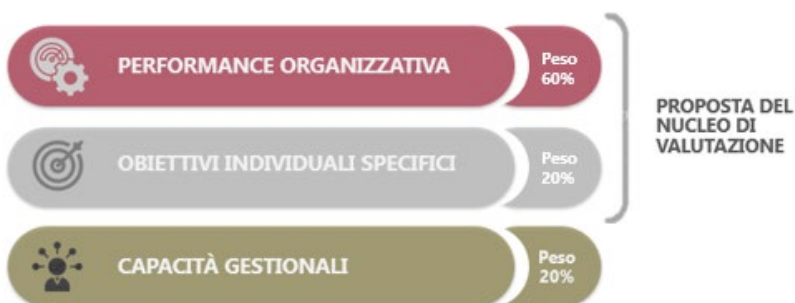 PERFORMANCE ORGANIZZATIVA
Peso
60%
OBIETTIVI INDIVIDUALI SPECIFICI
Peso
20%
PROPOSTA DEL
NUCLEO DI
VALUTAZIONE
CAPACITÀ GESTIONALI
Peso
20%